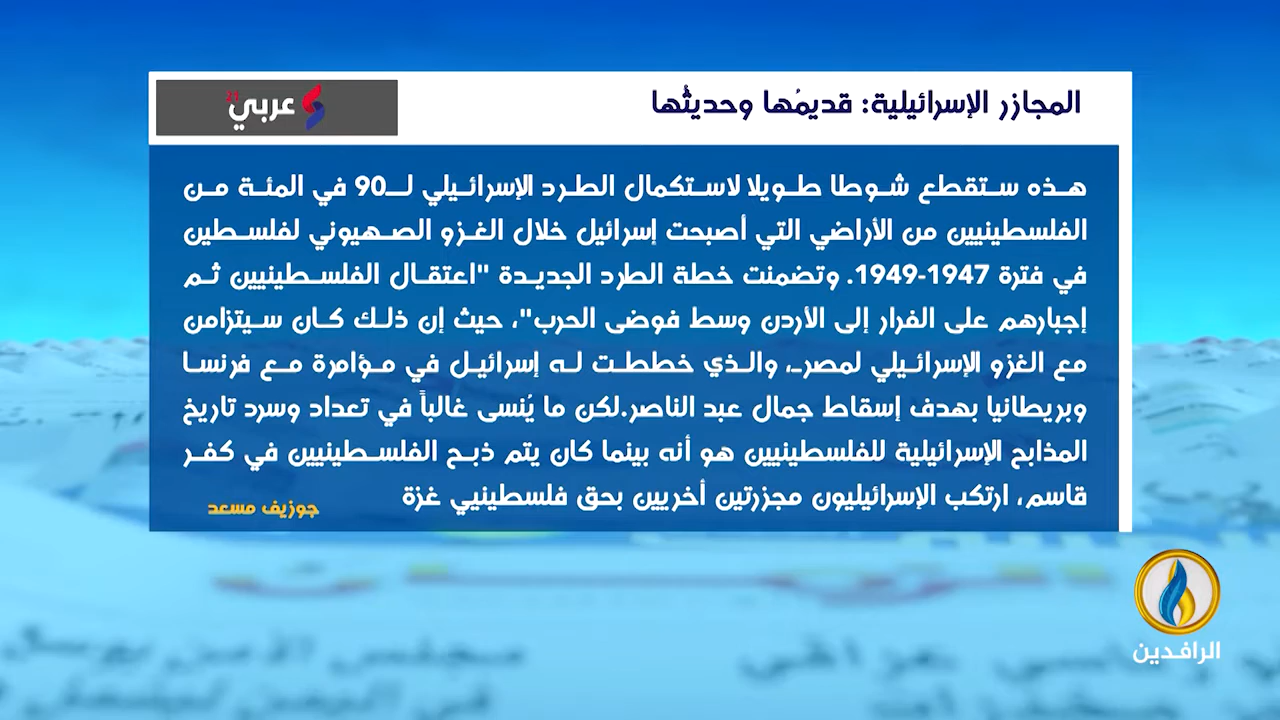 المجازر الإسرائيلية: قديمُها وحديثُها
عربي21
هذه ستقطع شوطا طويلا لاستكمال الطرد الإسرائيلي لـ90 في المئة من
الفلسطينيين من الأراضي التي أصبحت إسرائيل خلال الغزو الصهيوني لفلسطين
في فترة 1947-1949. وتضمنت خطة الطرد الجديدة "اعتقال الفلسطينيين ثم
إجبارهم على الفرار إلى الأردن وسط فوضى الحرب"، حيث إن ذلك كان سيتزامن
مع الغزو الإسرائيلي لمصر، والذي خططت له إسرائيل في مؤامرة مع فرنسا
وبريطانيا بهدف إسقاط جمال عبد الناصر.لكن ما يُنسى غالباً في تعداد وسرد تاريخ
المذابح الإسرائيلية للفلسطينيين هو أنه بينما كان يتم ذبح الفلسطينيين في كفر
قاسم، ارتكب الإسرائيليون مجزرتين أخريين بحق فلسطينيي غزة
جوزيف مسعد
الرافدين
مجلس الأمن
في اليمن